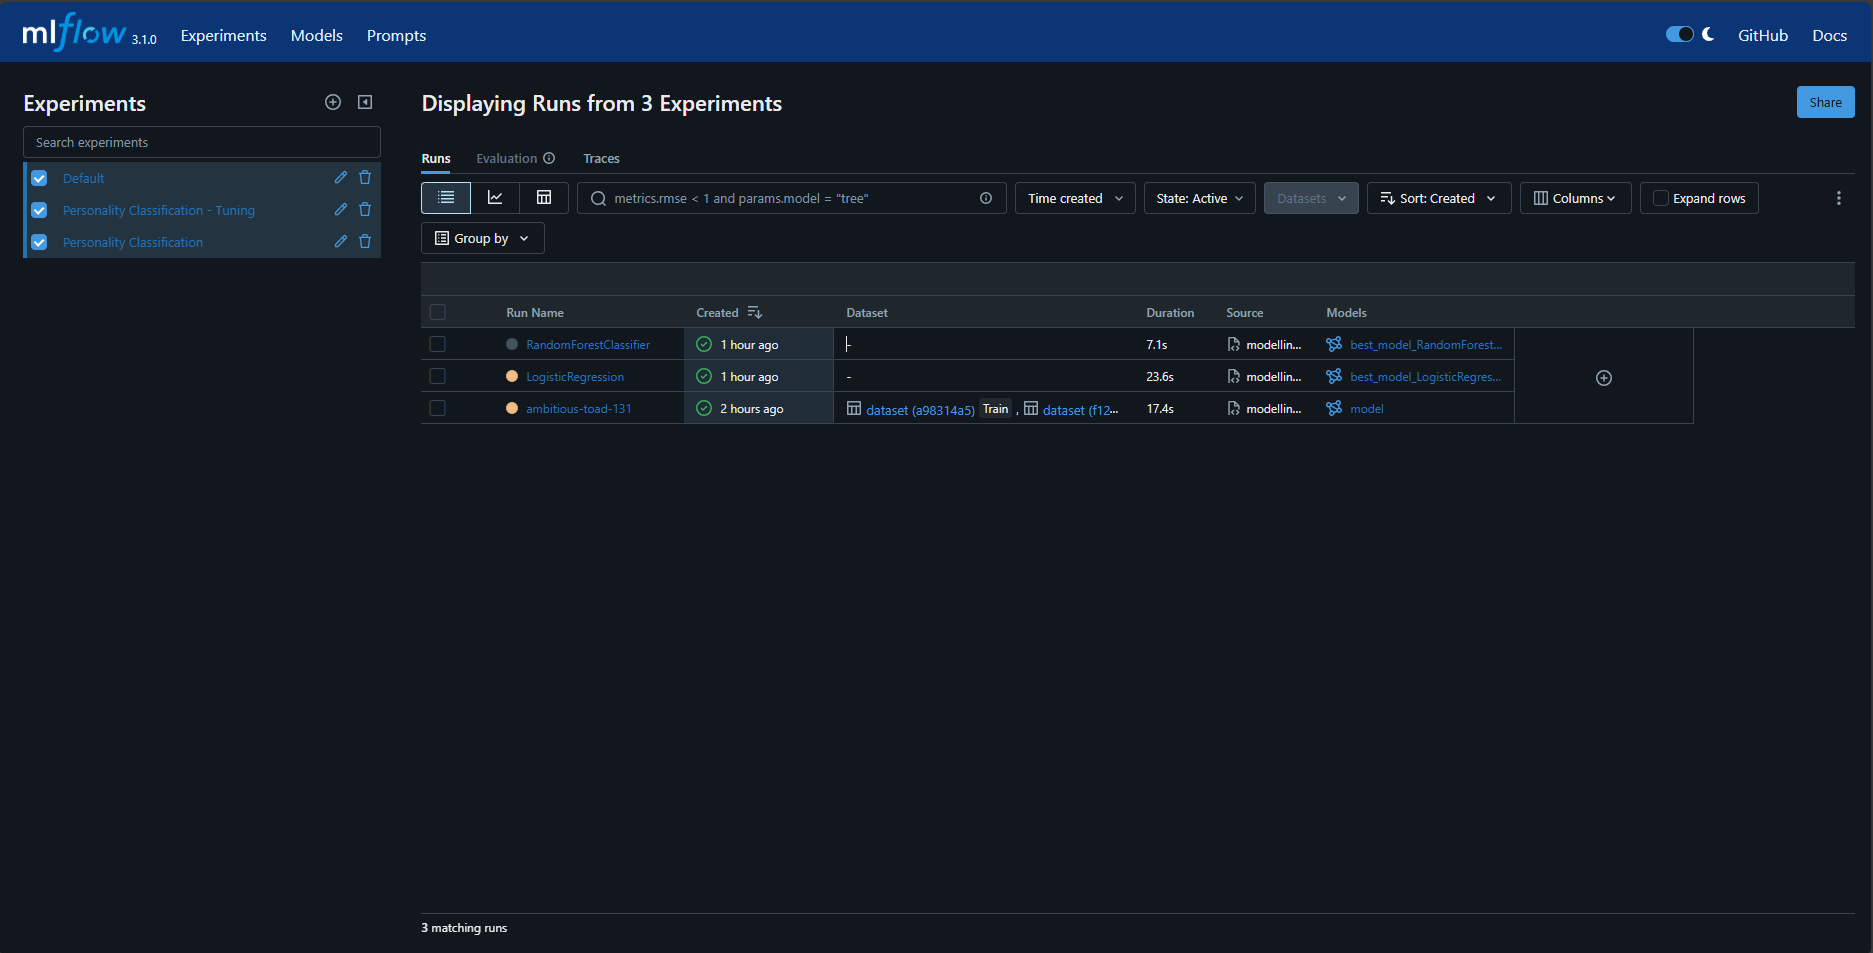 mlflow 3.1.0 Experiments Models Prompts GitHub Docs
Experiments
Search experiments
Default
Personality Classification - Tuning
Personality Classification
Displaying Runs from 3 Experiments
Share
Runs Evaluation Traces
metrics.rmse < 1 and params.model = "tree" Time created State: Active Datasets Sort: Created Columns Expand rows
Group by
Run Name Created Dataset Duration Source Models
RandomForestClassifier 1 hour ago - 7.1s modellin... best_model_RandomForest...
LogisticRegression 1 hour ago - 23.6s modellin... best_model_LogisticRegres...
ambitious-toad-131 2 hours ago dataset (a98314a5) Train , dataset (f12... 17.4s modellin... model
3 matching runs